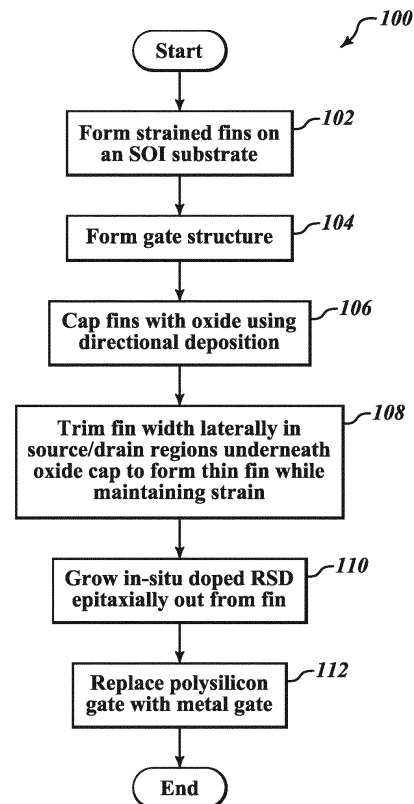 100
Start
102
Form strained fins on
an SOI substrate
104
Form gate structure
106
Cap fins with oxide using
directional deposition
108
Trim fin width laterally in
source/drain regions underneath
oxide cap to form thin fin while
maintaining strain
110
Grow in-situ doped RSD
epitaxially out from fin
112
Replace polysilicon
gate with metal gate
End